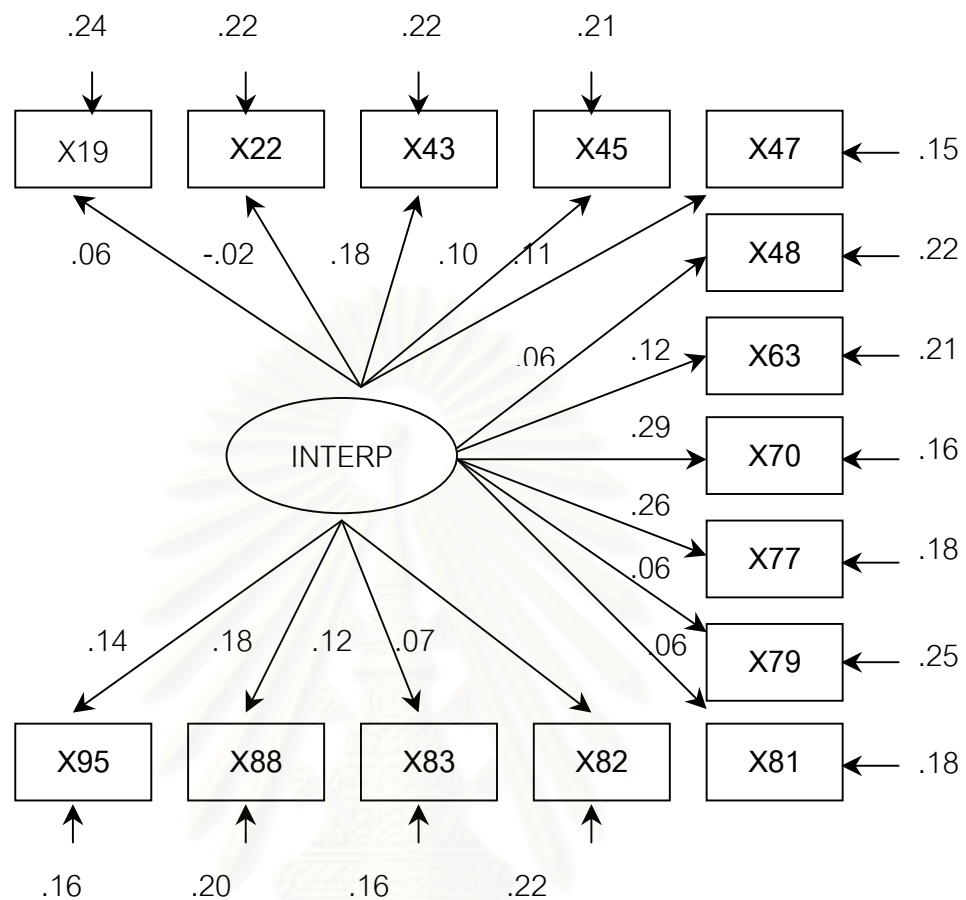 .24 .22 .22 .21
X19 X22 X43 X45 X47 .15
.06 -.02 .18 .10 .11 X48 .22
.06 .12 X63 .21
.29
INTERP X70 .16
.26
X77 .18
.06
.14 .18 .12 .07 .06 X79 .25
X95 X88 X83 X82 X81 .18
.16 .20 .16 .22